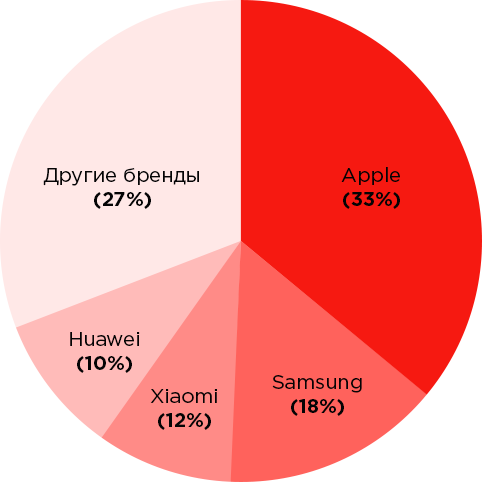 Другие бренды
(27%)
Apple
(33%)
Huawei
(10%)
Xiaomi
(12%)
Samsung
(18%)